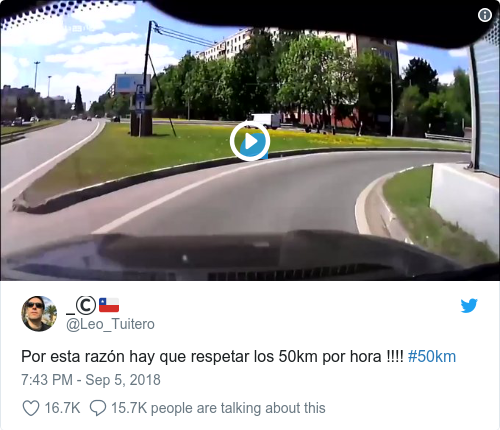 _©🇨🇱
@Leo_Tuitero
Por esta razón hay que respetar los 50km por hora !!!! #50km
7:43 PM - Sep 5, 2018
16.7K 15.7K people are talking about this